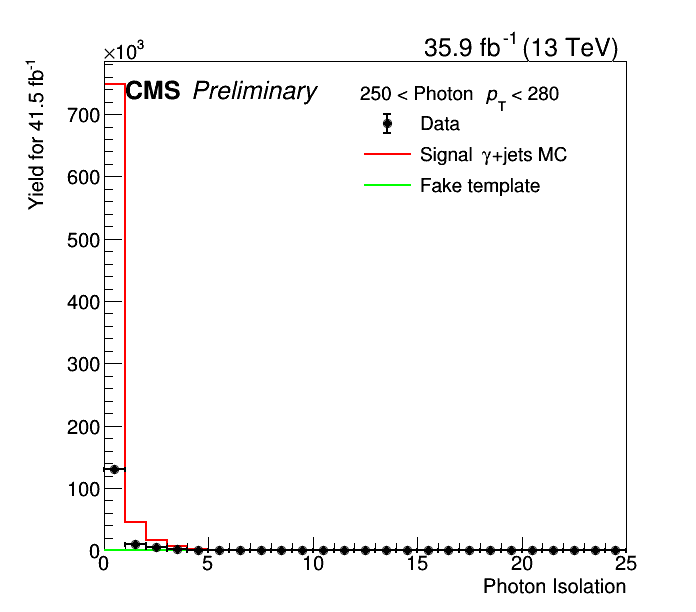 ×10³
35.9 fb⁻¹ (13 TeV)
CMS Preliminary
250 < Photon p_T < 280
Data
Signal γ+jets MC
Fake template
Yield for 41.5 fb⁻¹
700
600
500
400
300
200
100
0
0 5 10 15 20 25
Photon Isolation